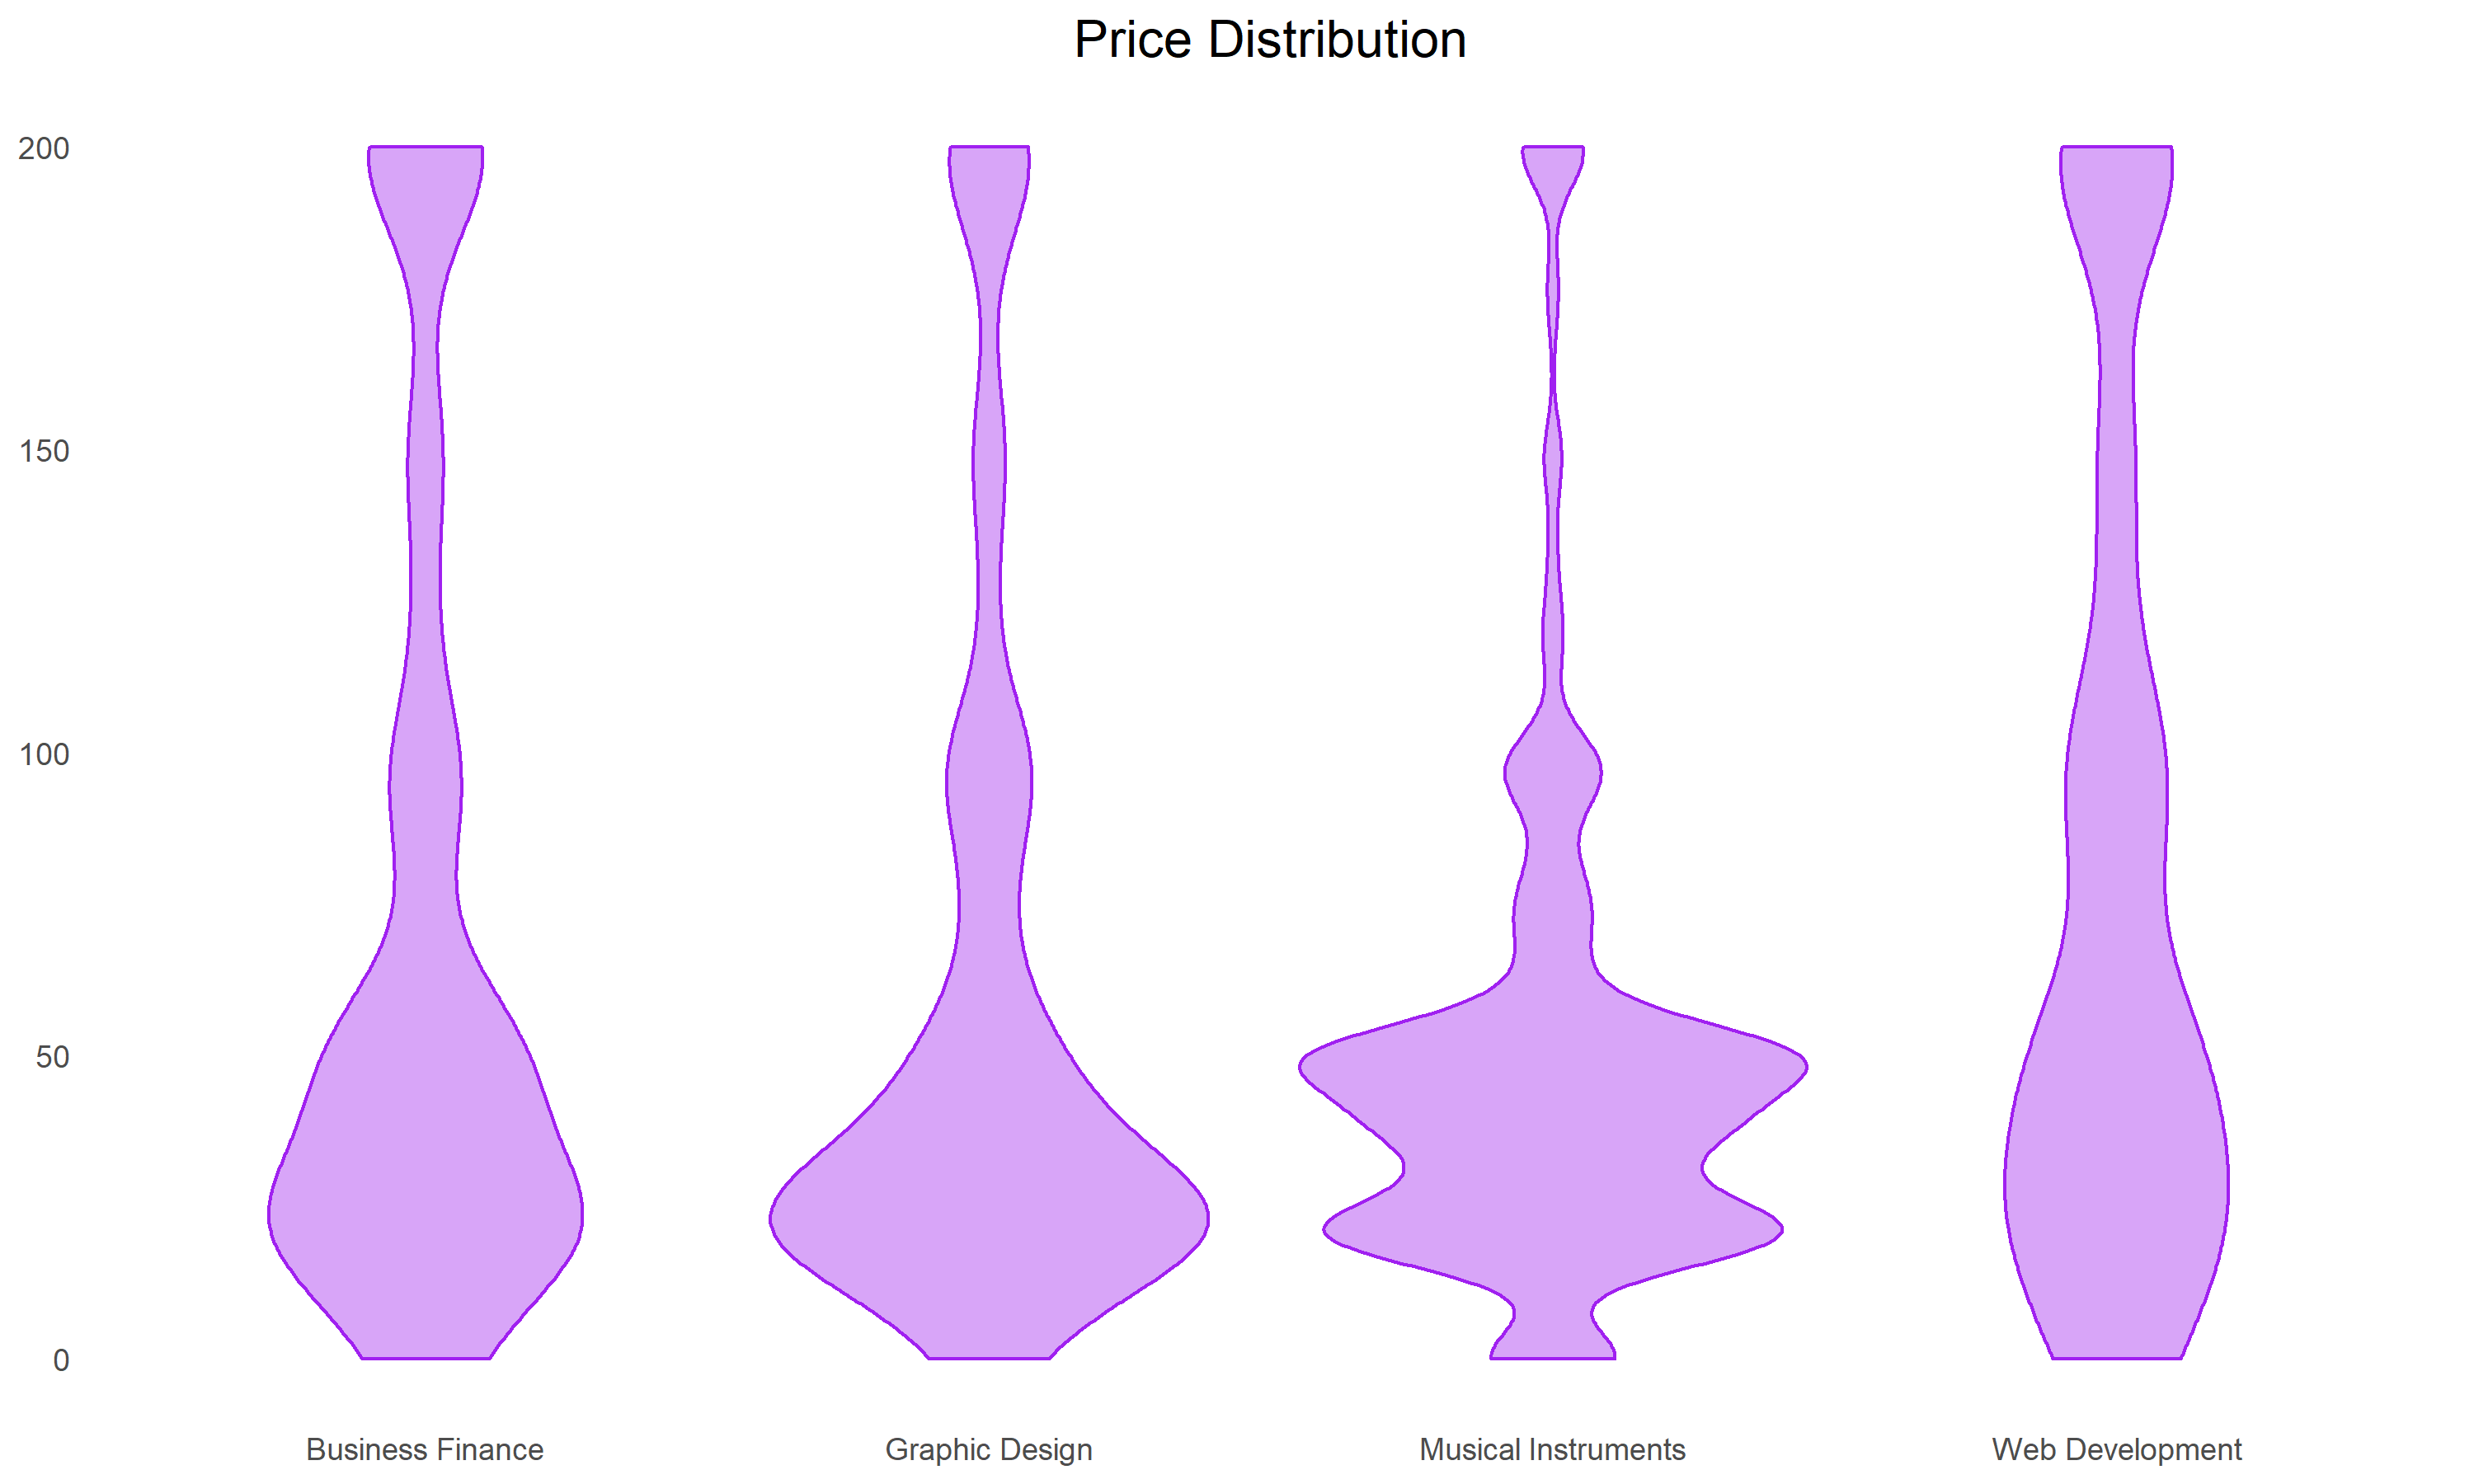 Price Distribution
200
150
100
50
0
Business Finance
Graphic Design
Musical Instruments
Web Development